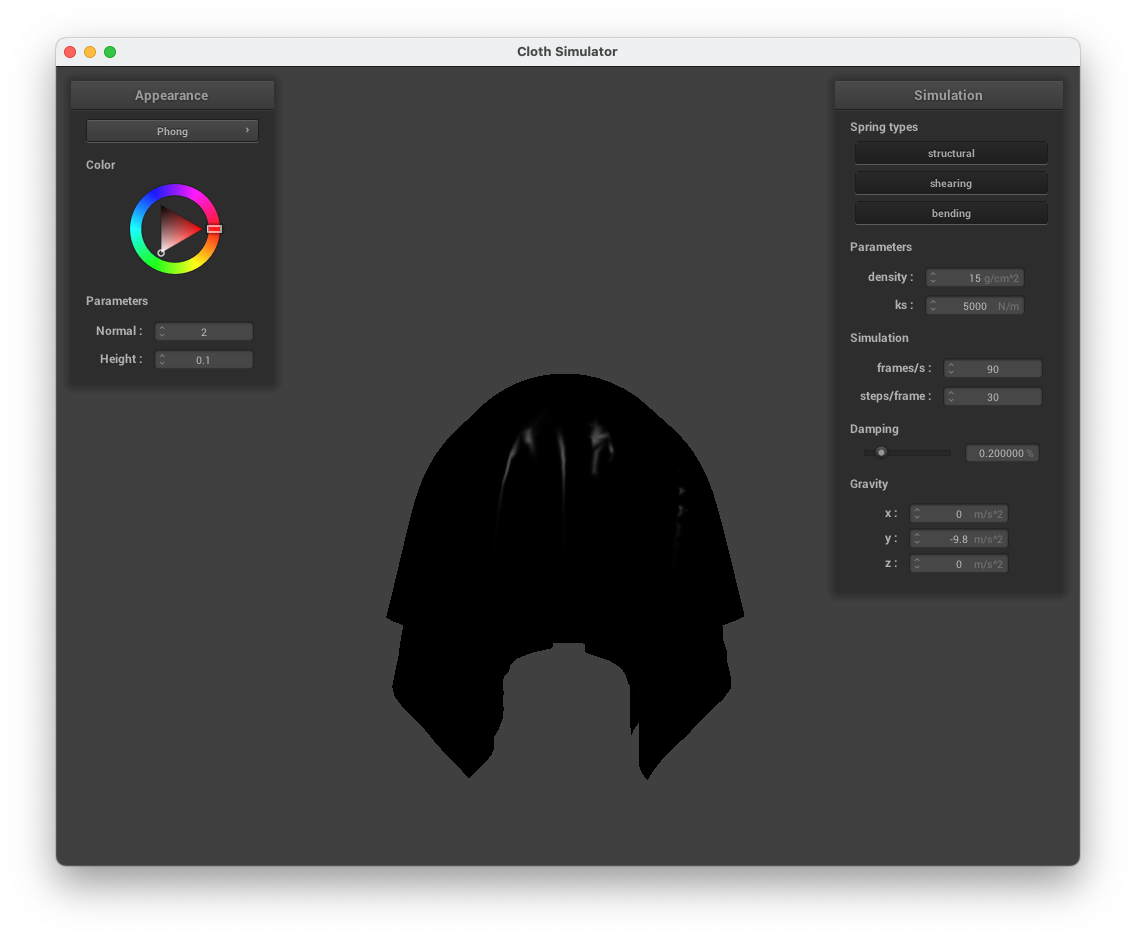 Cloth Simulator
Appearance
Phong ›
Color
Parameters
Normal : 2
Height : 0.1
Simulation
Spring types
structural
shearing
bending
Parameters
density : 15 g/cm^2
ks : 5000 N/m
Simulation
frames/s : 90
steps/frame : 30
Damping
0.200000 %
Gravity
x : 0 m/s^2
y : -9.8 m/s^2
z : 0 m/s^2